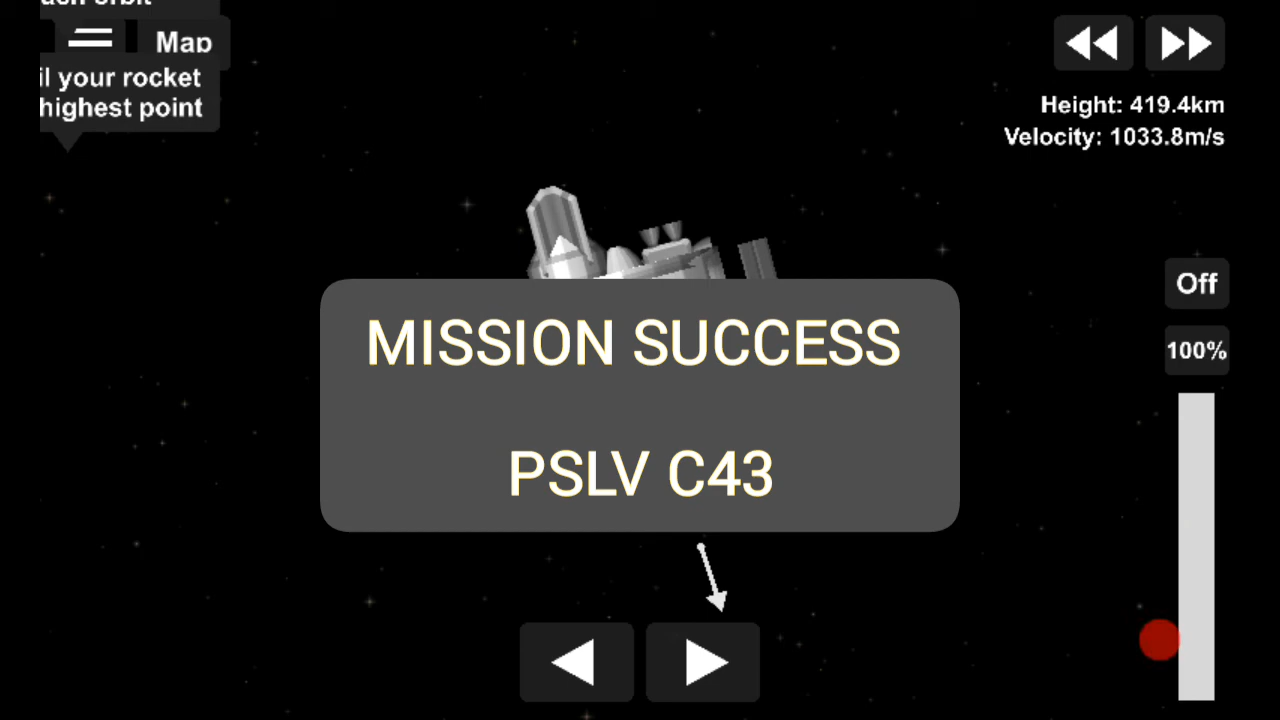 Map
il your rocket
highest point
Height: 419.4km
Velocity: 1033.8m/s
Off
100%
MISSION SUCCESS
PSLV C43